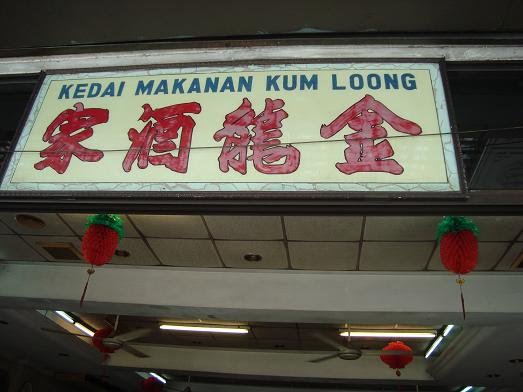 KEDAI MAKANAN KUM LOONG
金龍酒家